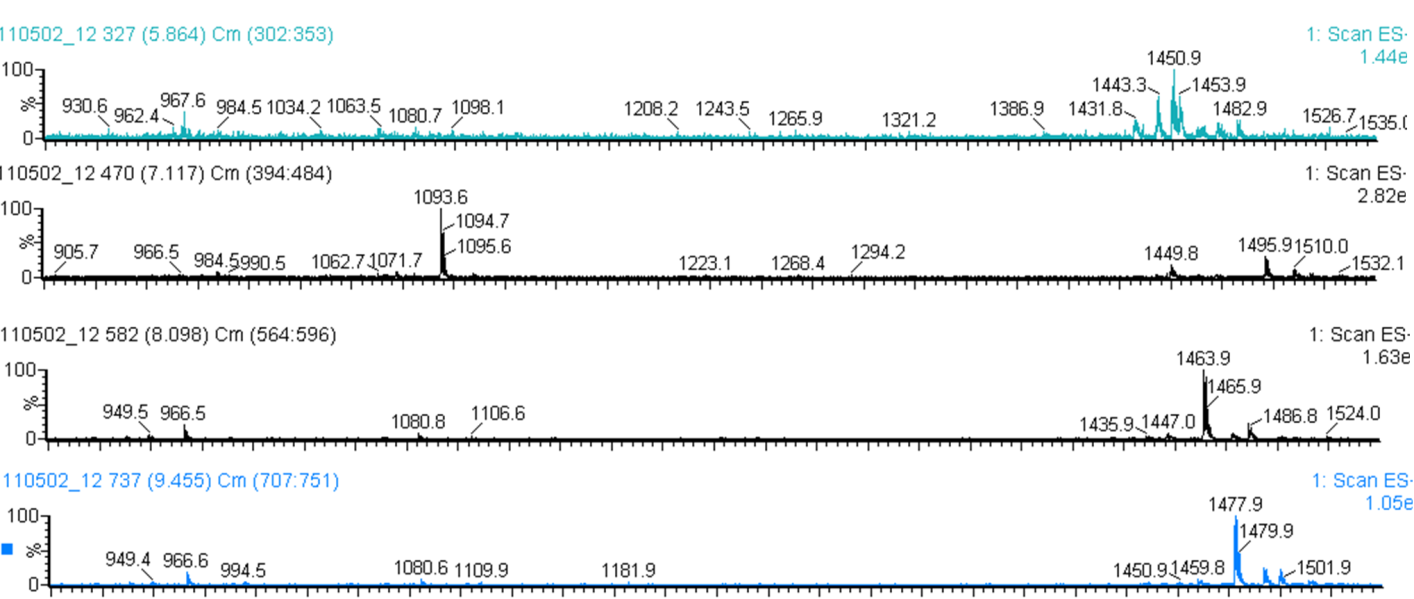 110502_12 327 (5.864) Cm (302:353)
1: Scan ES-
1.44e
100
%
0
930.6 962.4 967.6 984.5 1034.2 1063.5 1080.7 1098.1 1208.2 1243.5 1265.9 1321.2 1386.9 1431.8 1443.3 1450.9 1453.9 1482.9 1526.7 1535.0
110502_12 470 (7.117) Cm (394:484)
1: Scan ES-
2.82e
100
%
0
905.7 966.5 984.5 990.5 1062.7 1071.7 1093.6 1094.7 1095.6 1223.1 1268.4 1294.2 1449.8 1495.9 1510.0 1532.1
110502_12 582 (8.098) Cm (564:596)
1: Scan ES-
1.63e
100
%
0
949.5 966.5 1080.8 1106.6 1435.9 1447.0 1463.9 1465.9 1486.8 1524.0
110502_12 737 (9.455) Cm (707:751)
1: Scan ES-
1.05e
100
%
0
949.4 966.6 994.5 1080.6 1109.9 1181.9 1450.9 1459.8 1477.9 1479.9 1501.9